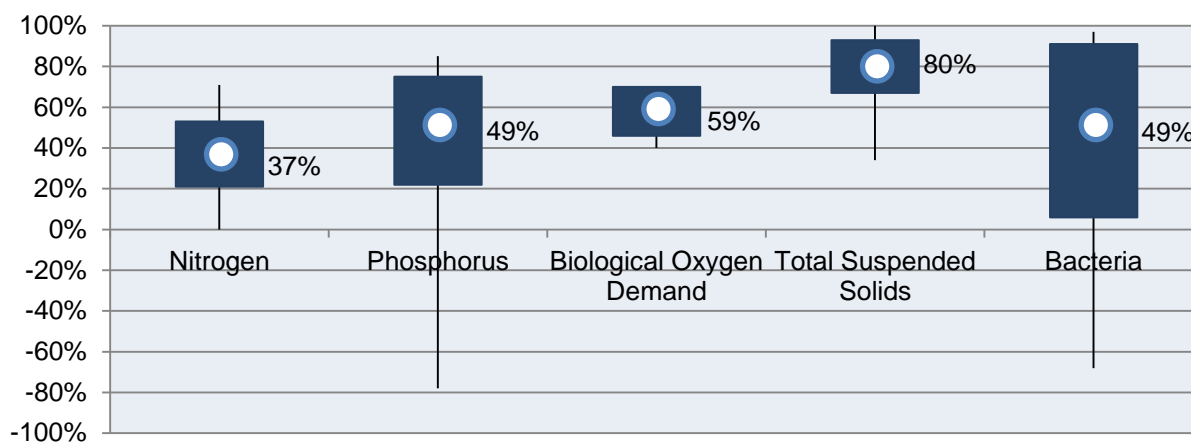 100%
80%
60%
40%
20%
0%
-20%
-40%
-60%
-80%
-100%
37%
49%
59%
80%
49%
Nitrogen
Phosphorus
Biological Oxygen
Demand
Total Suspended
Solids
Bacteria